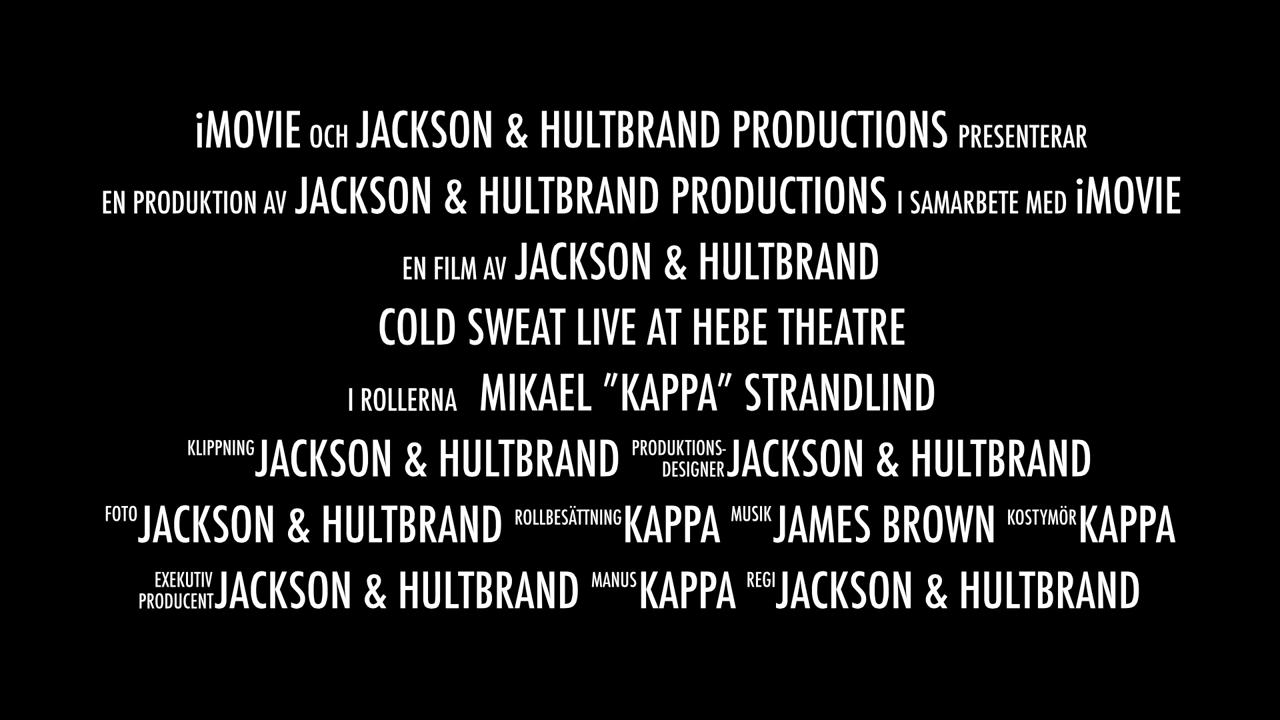 iMOVIE OCH JACKSON & HULTBRAND PRODUCTIONS PRESENTERAR
EN PRODUKTION AV JACKSON & HULTBRAND PRODUCTIONS I SAMARBETE MED iMOVIE
EN FILM AV JACKSON & HULTBRAND
COLD SWEAT LIVE AT HEBE THEATRE
I ROLLERNA MIKAEL ”KAPPA” STRANDLIND
KLIPPNING JACKSON & HULTBRAND PRODUKTIONS-DESIGNER JACKSON & HULTBRAND
FOTO JACKSON & HULTBRAND ROLLBESÄTTNING KAPPA MUSIK JAMES BROWN KOSTYMÖR KAPPA
EXEKUTIV PRODUCENT JACKSON & HULTBRAND MANUS KAPPA REGI JACKSON & HULTBRAND